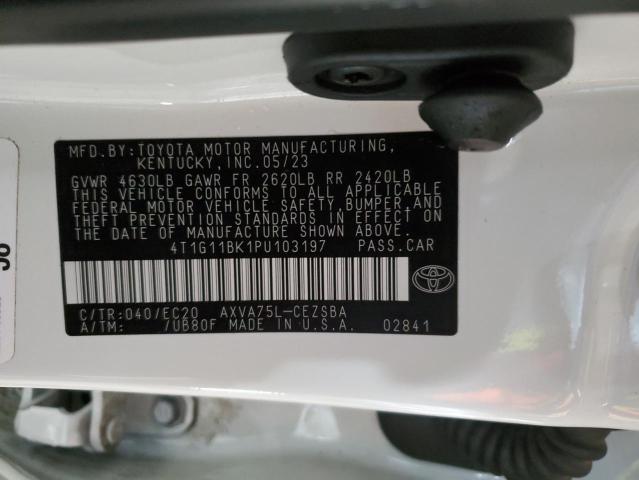 MFD.BY:TOYOTA MOTOR MANUFACTURING,
KENTUCKY, INC. 05/23
GVWR 4630LB GAWR FR 2620LB RR 2420LB
THIS VEHICLE CONFORMS TO ALL APPLICABLE
FEDERAL MOTOR VEHICLE SAFETY, BUMPER, AND
THEFT PREVENTION STANDARDS IN EFFECT ON
THE DATE OF MANUFACTURE SHOWN ABOVE.
4T1G11BK1PU103197 PASS.CAR
C/TR:040/EC20 AXVA75L-CEZSBA
A/TM: /UB80F MADE IN U.S.A. 02841